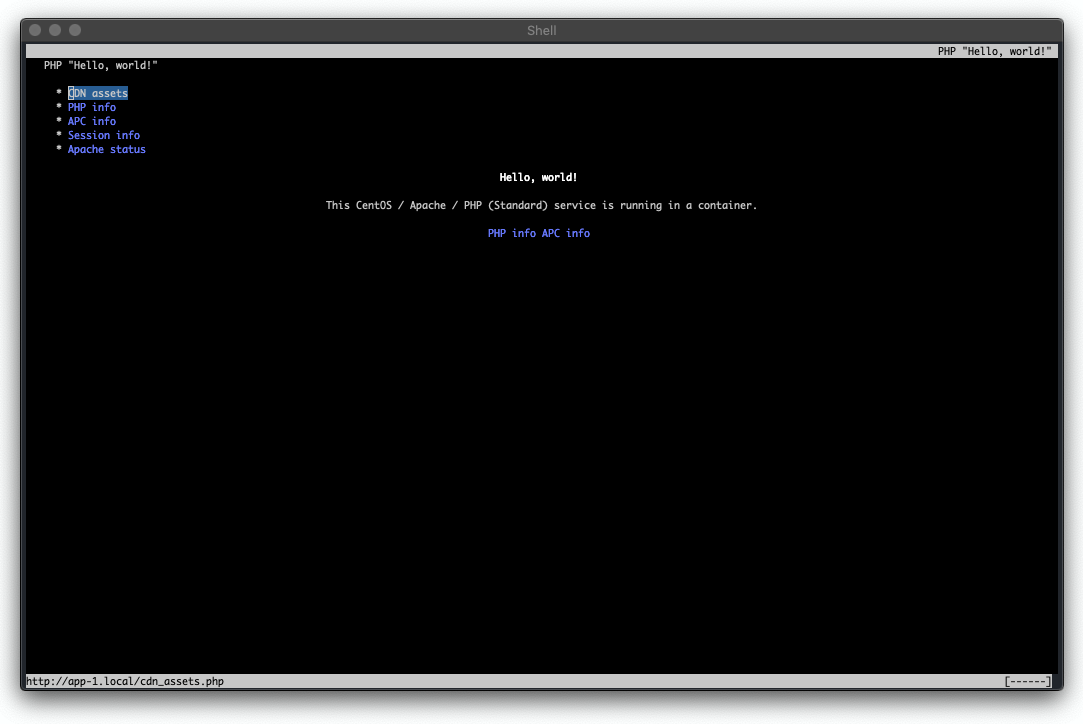 Shell
PHP "Hello, world!"
PHP "Hello, world!"
* CDN assets
* PHP info
* APC info
* Session info
* Apache status
Hello, world!
This CentOS / Apache / PHP (Standard) service is running in a container.
PHP info APC info
http://app-1.local/cdn_assets.php [------]